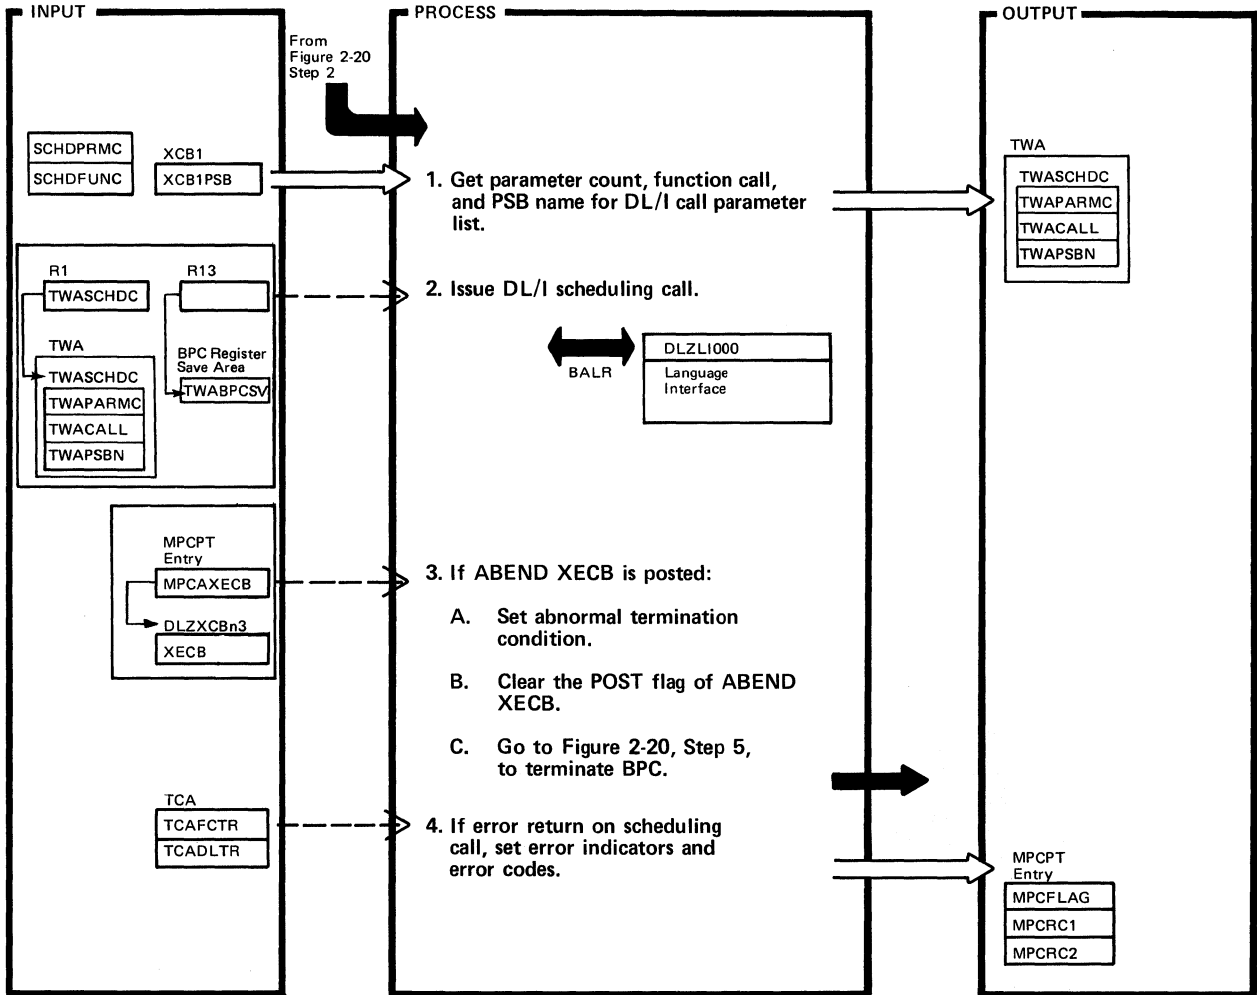 INPUT
PROCESS
OUTPUT
From
Figure 2-20
Step 2
SCHDPRMC
SCHDFUNC
XCB1
XCB1PSB
1. Get parameter count, function call,
and PSB name for DL/I call parameter
list.
TWA
TWASCHDC
TWAPARMC
TWACALL
TWAPSBN
R1
TWASCHDC
R13
2. Issue DL/I scheduling call.
TWA
TWASCHDC
TWAPARMC
TWACALL
TWAPSBN
BPC Register
Save Area
TWABPCSV
BALR
DLZLI000
Language
Interface
MPCPT
Entry
MPCAXECB
DLZXCBn3
XECB
3. If ABEND XECB is posted:
A. Set abnormal termination
condition.
B. Clear the POST flag of ABEND
XECB.
C. Go to Figure 2-20, Step 5,
to terminate BPC.
TCA
TCAFCTR
TCADLTR
4. If error return on scheduling
call, set error indicators and
error codes.
MPCPT
Entry
MPCFLAG
MPCRC1
MPCRC2